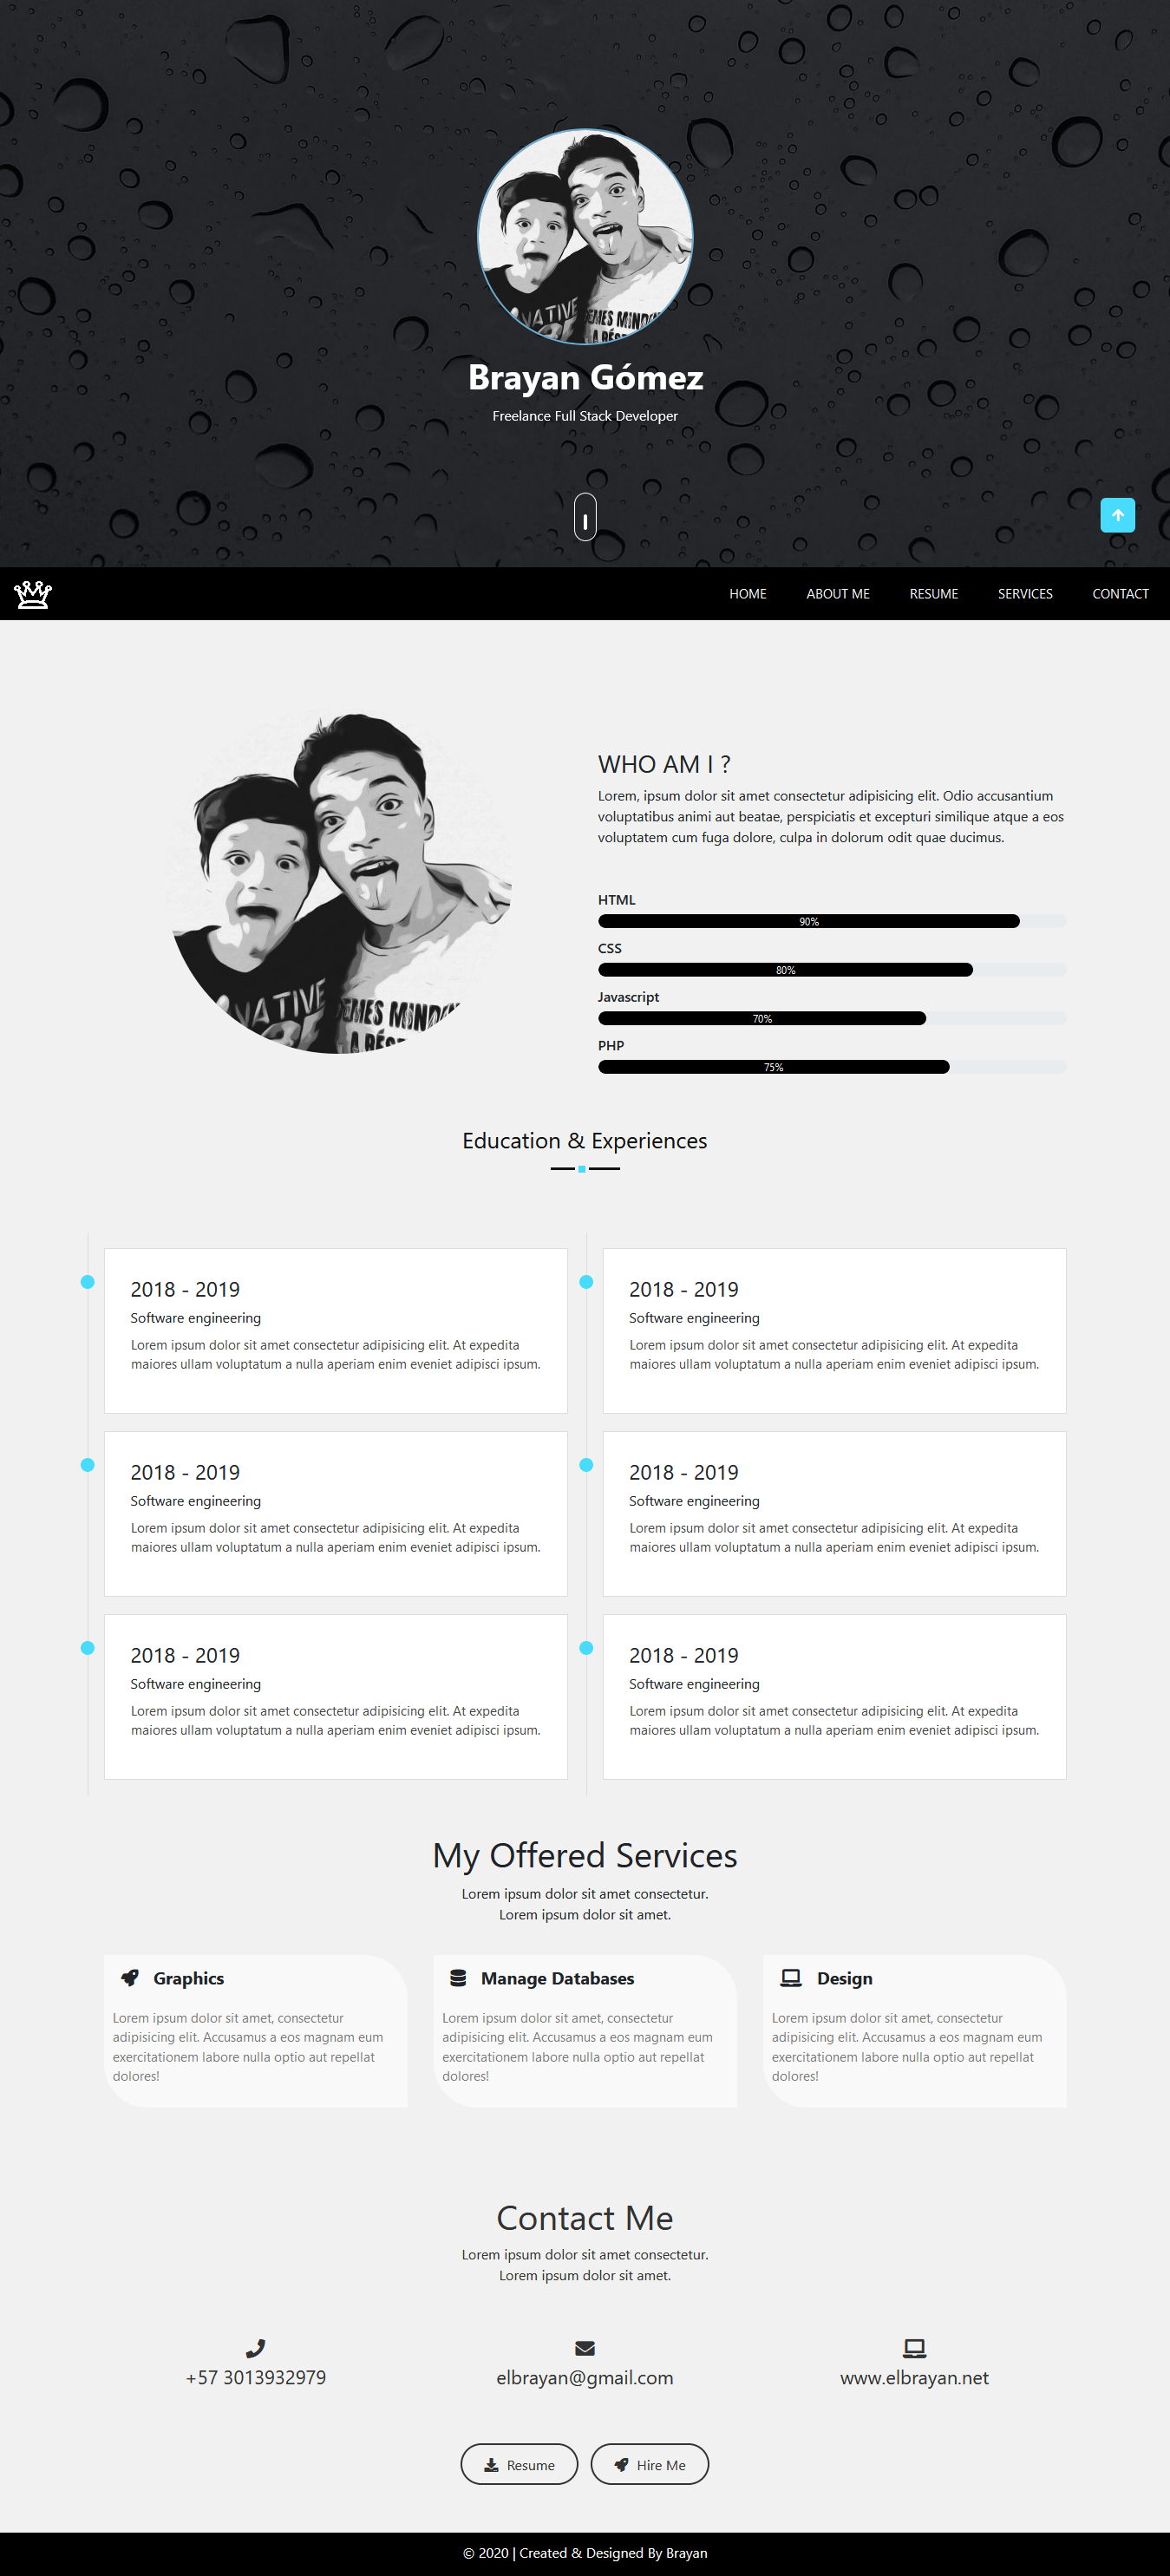 NATIVE
Brayan Gómez
Freelance Full Stack Developer
HOME ABOUT ME RESUME SERVICES CONTACT
WHO AM I ?
Lorem, ipsum dolor sit amet consectetur adipisicing elit. Odio accusantium
voluptatibus animi aut beatae, perspiciatis et excepturi similique atque a eos
voluptatem cum fuga dolore, culpa in dolorum odit quae ducimus.
NATIVE
HTML
90%
CSS
80%
Javascript
70%
PHP
75%
Education & Experiences
2018 - 2019
Software engineering
Lorem ipsum dolor sit amet consectetur adipisicing elit. At expedita
maiores ullam voluptatum a nulla aperiam enim eveniet adipisci ipsum.
2018 - 2019
Software engineering
Lorem ipsum dolor sit amet consectetur adipisicing elit. At expedita
maiores ullam voluptatum a nulla aperiam enim eveniet adipisci ipsum.
2018 - 2019
Software engineering
Lorem ipsum dolor sit amet consectetur adipisicing elit. At expedita
maiores ullam voluptatum a nulla aperiam enim eveniet adipisci ipsum.
2018 - 2019
Software engineering
Lorem ipsum dolor sit amet consectetur adipisicing elit. At expedita
maiores ullam voluptatum a nulla aperiam enim eveniet adipisci ipsum.
2018 - 2019
Software engineering
Lorem ipsum dolor sit amet consectetur adipisicing elit. At expedita
maiores ullam voluptatum a nulla aperiam enim eveniet adipisci ipsum.
2018 - 2019
Software engineering
Lorem ipsum dolor sit amet consectetur adipisicing elit. At expedita
maiores ullam voluptatum a nulla aperiam enim eveniet adipisci ipsum.
My Offered Services
Lorem ipsum dolor sit amet consectetur.
Lorem ipsum dolor sit amet.
Graphics
Lorem ipsum dolor sit amet, consectetur
adipisicing elit. Accusamus a eos magnam eum
exercitationem labore nulla optio aut repellat
dolores!
Manage Databases
Lorem ipsum dolor sit amet, consectetur
adipisicing elit. Accusamus a eos magnam eum
exercitationem labore nulla optio aut repellat
dolores!
Design
Lorem ipsum dolor sit amet, consectetur
adipisicing elit. Accusamus a eos magnam eum
exercitationem labore nulla optio aut repellat
dolores!
Contact Me
Lorem ipsum dolor sit amet consectetur.
Lorem ipsum dolor sit amet.
+57 3013932979
elbrayan@gmail.com
www.elbrayan.net
Resume
Hire Me
© 2020 | Created & Designed By Brayan